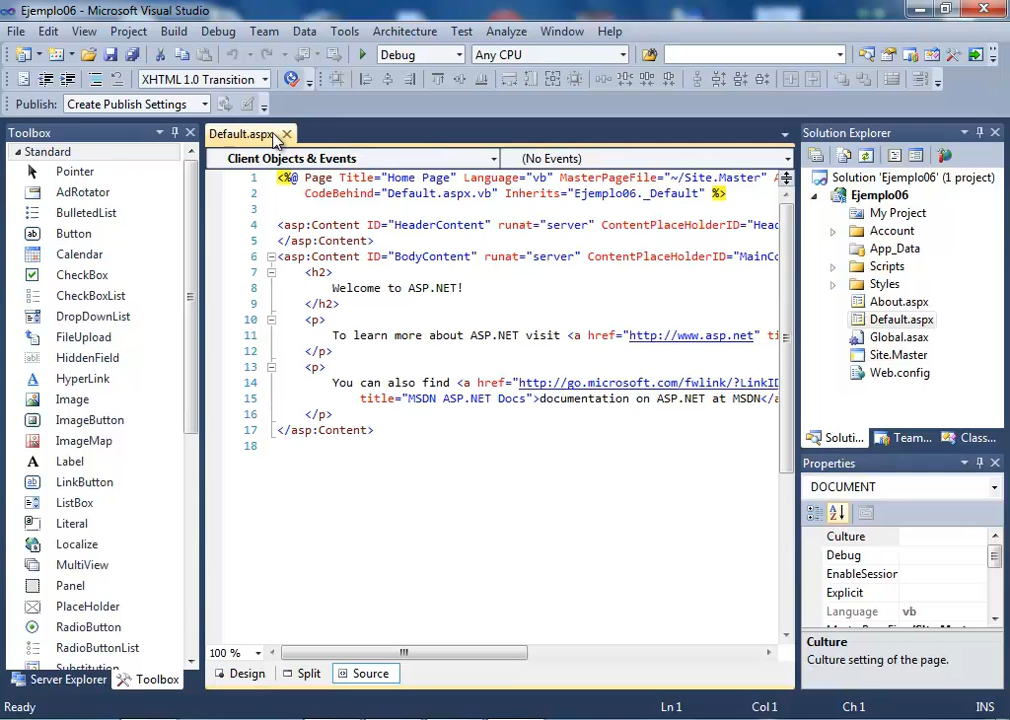 Ejemplo06 - Microsoft Visual Studio
File Edit View Project Build Debug Team Data Tools Architecture Test Analyze Window Help
Debug Any CPU
XHTML 1.0 Transition
Publish: Create Publish Settings
Toolbox
Standard
Pointer
AdRotator
BulletedList
Button
Calendar
CheckBox
CheckBoxList
DropDownList
FileUpload
HiddenField
HyperLink
Image
ImageButton
ImageMap
Label
LinkButton
ListBox
Literal
Localize
MultiView
Panel
PlaceHolder
RadioButton
RadioButtonList
Substitution
Server Explorer Toolbox
Default.aspx
Client Objects & Events (No Events)
1 <%@ Page Title="Home Page" Language="vb" MasterPageFile="~/Site.Master" A
2 CodeBehind="Default.aspx.vb" Inherits="Ejemplo06._Default" %>
3
4 <asp:Content ID="HeaderContent" runat="server" ContentPlaceHolderID="Head
5 </asp:Content>
6 <asp:Content ID="BodyContent" runat="server" ContentPlaceHolderID="MainCo
7 <h2>
8 Welcome to ASP.NET!
9 </h2>
10 <p>
11 To learn more about ASP.NET visit <a href="http://www.asp.net" ti
12 </p>
13 <p>
14 You can also find <a href="http://go.microsoft.com/fwlink/?LinkID
15 title="MSDN ASP.NET Docs">documentation on ASP.NET at MSDN</a
16 </p>
17 </asp:Content>
18
100 %
Design Split Source
Solution Explorer
Solution 'Ejemplo06' (1 project)
Ejemplo06
My Project
Account
App_Data
Scripts
Styles
About.aspx
Default.aspx
Global.asax
Site.Master
Web.config
Soluti... Team... Class...
Properties
DOCUMENT
Culture
Debug
EnableSession
Explicit
Language vb
Culture
Culture setting of the page.
Ready Ln 1 Col 1 Ch 1 INS